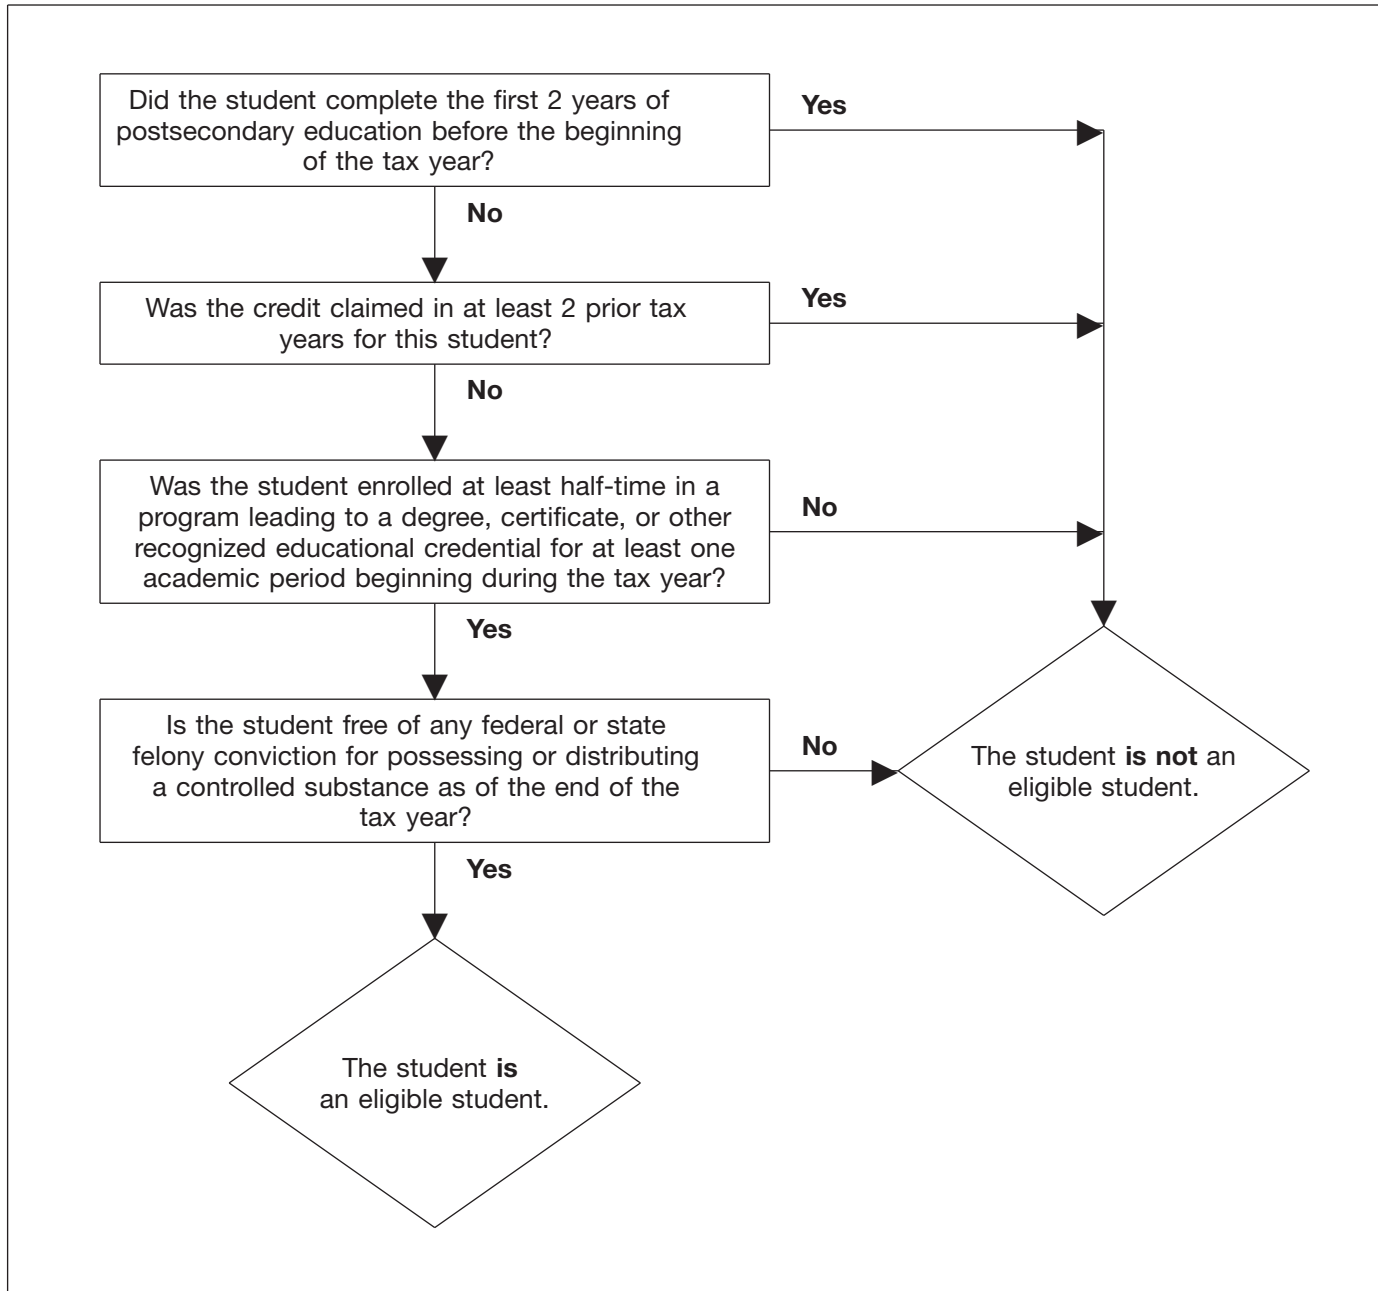 Did the student complete the first 2 years of
postsecondary education before the beginning
of the tax year?
Yes
No
Was the credit claimed in at least 2 prior tax
years for this student?
Yes
No
Was the student enrolled at least half-time in a
program leading to a degree, certificate, or other
recognized educational credential for at least one
academic period beginning during the tax year?
No
Yes
Is the student free of any federal or state
felony conviction for possessing or distributing
a controlled substance as of the end of the
tax year?
No
The student is not an
eligible student.
Yes
The student is
an eligible student.